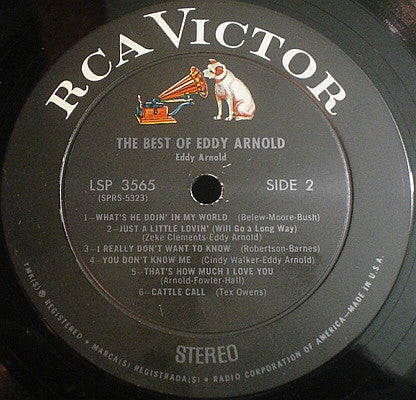 RCA VICTOR
THE BEST OF EDDY ARNOLD
Eddy Arnold
LSP 3565
(SPRS-5323)
SIDE 2
1—WHAT'S HE DOIN' IN MY WORLD (Belew-Moore-Bush)
2—JUST A LITTLE LOVIN' (Will Go a Long Way)
(Zeke Clements-Eddy Arnold)
3—I REALLY DON'T WANT TO KNOW (Robertson-Barnes)
4—YOU DON'T KNOW ME (Cindy Walker-Eddy Arnold)
5—THAT'S HOW MUCH I LOVE YOU
(Arnold-Fowler-Hall)
6—CATTLE CALL (Tex Owens)
STEREO
TMK(S) ® REGISTERED • MARCA(S) REGISTRADA(S) • RADIO CORPORATION OF AMERICA—MADE IN U.S.A.